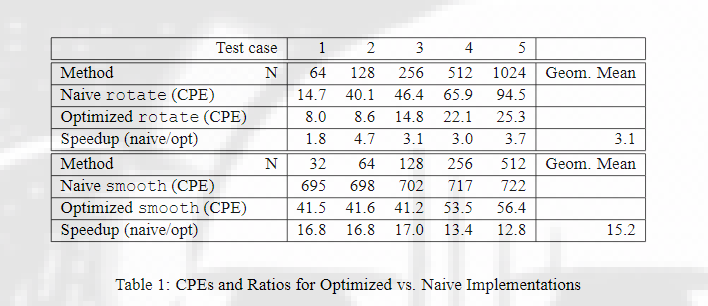 Test case 1 2 3 4 5
Method N 64 128 256 512 1024 Geom. Mean
Naive rotate (CPE) 14.7 40.1 46.4 65.9 94.5
Optimized rotate (CPE) 8.0 8.6 14.8 22.1 25.3
Speedup (naive/opt) 1.8 4.7 3.1 3.0 3.7 3.1
Method N 32 64 128 256 512 Geom. Mean
Naive smooth (CPE) 695 698 702 717 722
Optimized smooth (CPE) 41.5 41.6 41.2 53.5 56.4
Speedup (naive/opt) 16.8 16.8 17.0 13.4 12.8 15.2
Table 1: CPEs and Ratios for Optimized vs. Naive Implementations